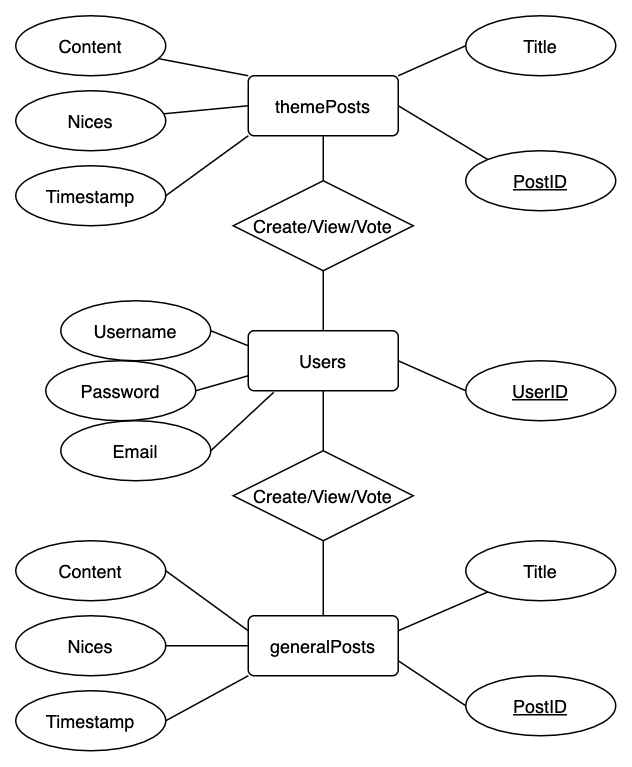 Content
Title
themePosts
Nices
PostID
Timestamp
Create/View/Vote
Username
Users
Password
UserID
Email
Create/View/Vote
Content
Title
Nices
generalPosts
Timestamp
PostID